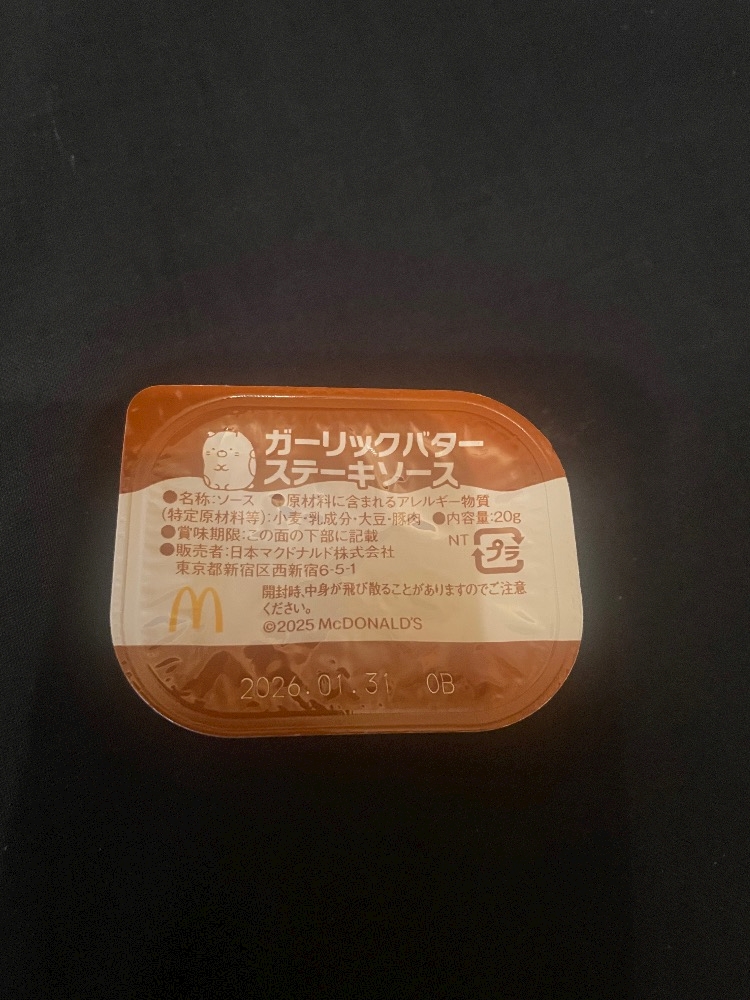 ガーリックバター
ステーキソース
●名称:ソース ●原材料に含まれるアレルギー物質
(特定原材料等):小麦・乳成分・大豆・豚肉 ●内容量:20g
●賞味期限:この面の下部に記載
●販売者:日本マクドナルド株式会社
東京都新宿区西新宿6-5-1
NT プラ
開封時、中身が飛び散ることがありますのでご注意
ください。
©2025 McDONALD'S
2026.01.31 0B